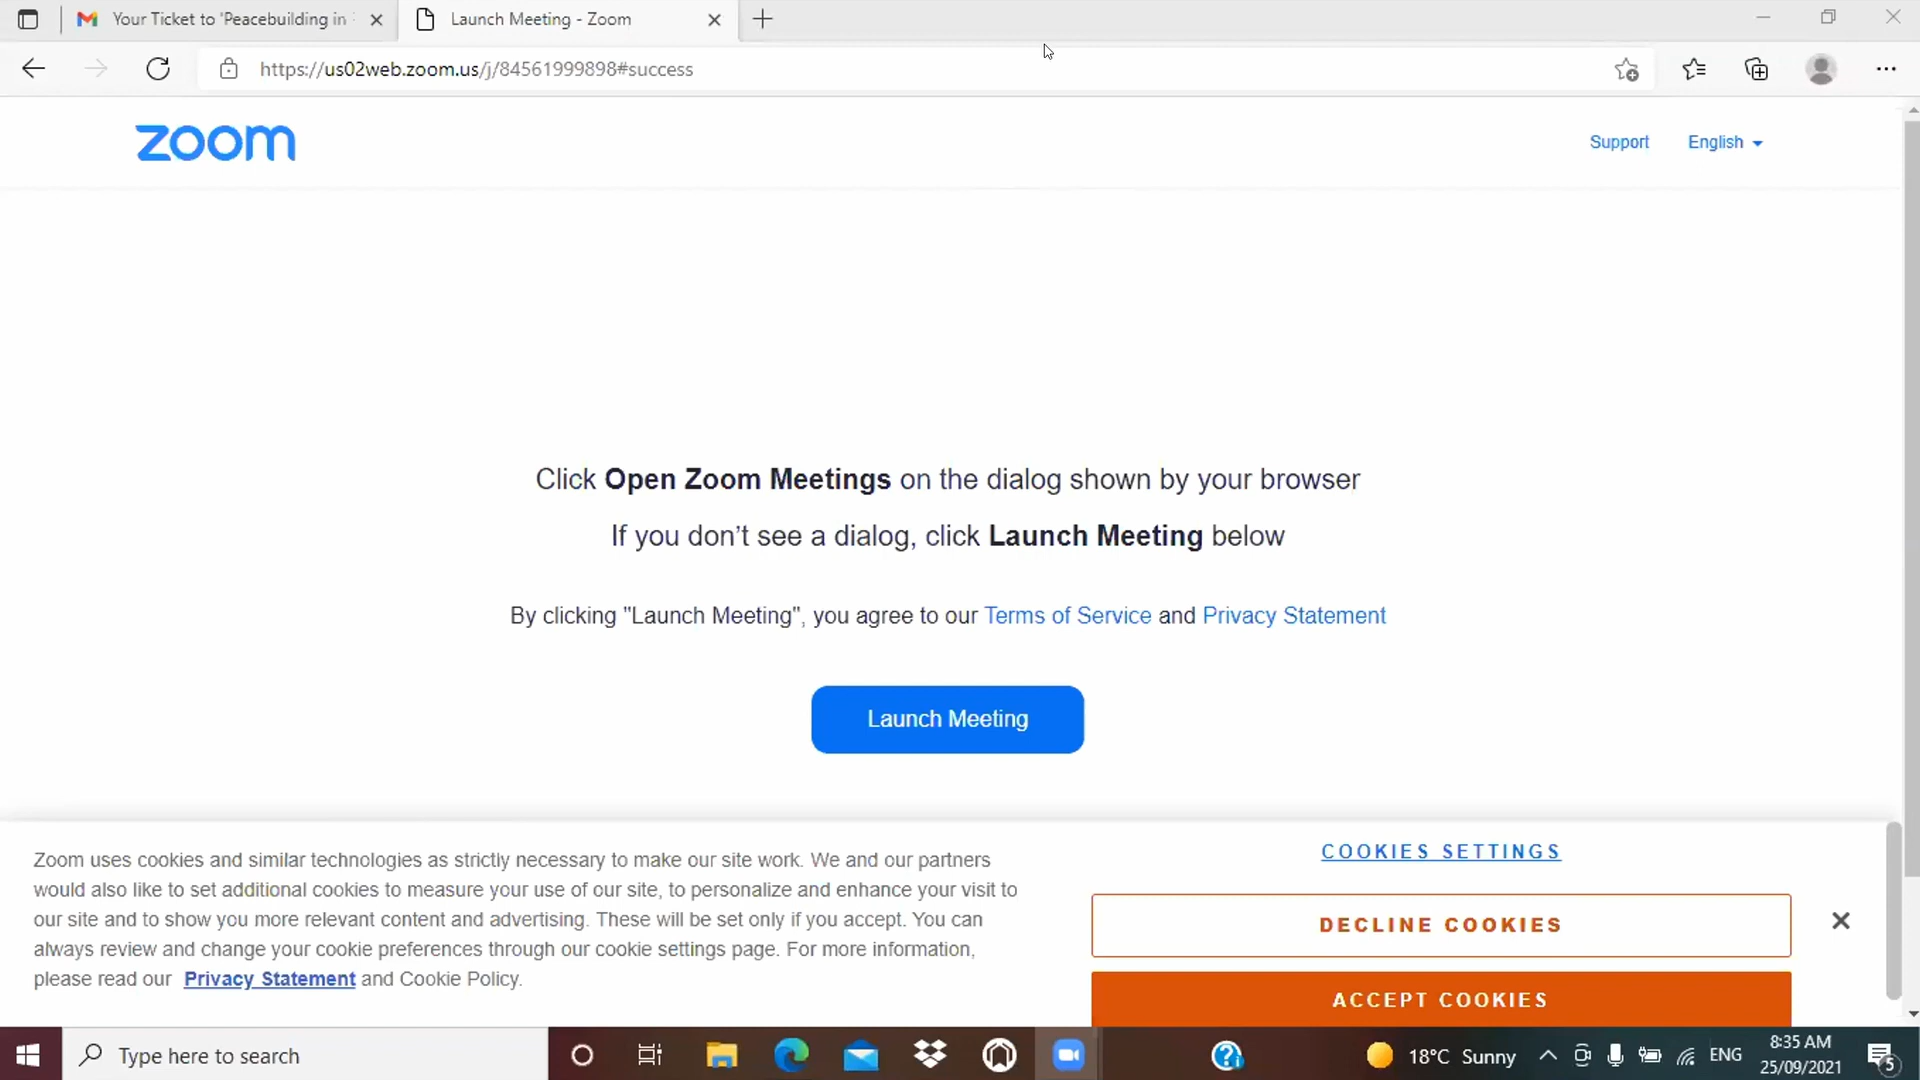 Your Ticket to 'Peacebuilding in
Launch Meeting - Zoom
https://us02web.zoom.us/j/84561999898#success
zoom
Support
English
Click Open Zoom Meetings on the dialog shown by your browser
If you don’t see a dialog, click Launch Meeting below
By clicking "Launch Meeting", you agree to our Terms of Service and Privacy Statement
Launch Meeting
Zoom uses cookies and similar technologies as strictly necessary to make our site work. We and our partners
would also like to set additional cookies to measure your use of our site, to personalize and enhance your visit to
our site and to show you more relevant content and advertising. These will be set only if you accept. You can
always review and change your cookie preferences through our cookie settings page. For more information,
please read our Privacy Statement and Cookie Policy.
COOKIES SETTINGS
DECLINE COOKIES
ACCEPT COOKIES
Type here to search
18°C Sunny
ENG
8:35 AM
25/09/2021
5